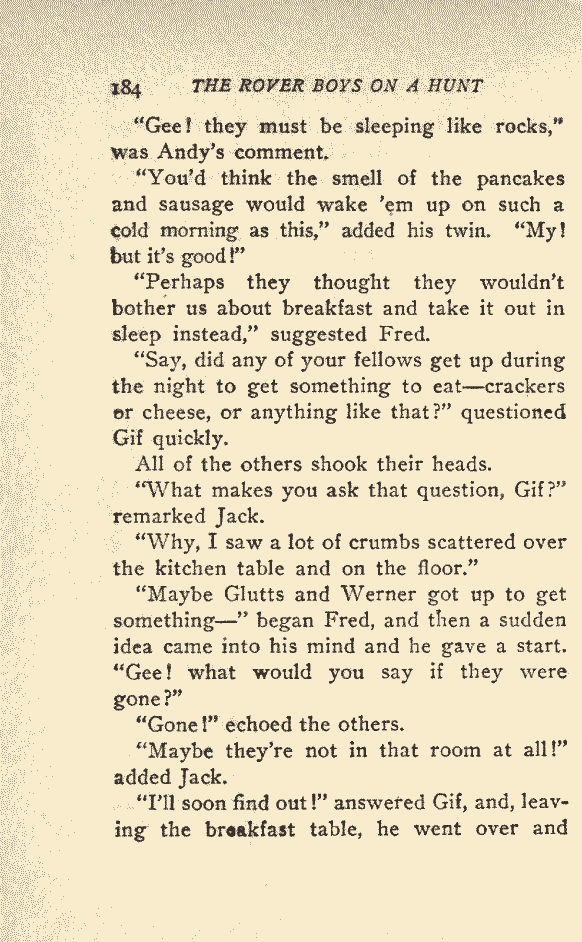 184 THE ROVER BOYS ON A HUNT
"Gee! they must be sleeping like rocks,"
was Andy's comment.
"You'd think the smell of the pancakes
and sausage would wake 'em up on such a
cold morning as this," added his twin. "My!
but it's good!"
"Perhaps they thought they wouldn't
bother us about breakfast and take it out in
sleep instead," suggested Fred.
"Say, did any of your fellows get up during
the night to get something to eat—crackers
or cheese, or anything like that?" questioned
Gif quickly.
All of the others shook their heads.
"What makes you ask that question, Gif?"
remarked Jack.
"Why, I saw a lot of crumbs scattered over
the kitchen table and on the floor."
"Maybe Glutts and Werner got up to get
something—" began Fred, and then a sudden
idea came into his mind and he gave a start.
"Gee! what would you say if they were
gone?"
"Gone!" echoed the others.
"Maybe they're not in that room at all!"
added Jack.
"I'll soon find out!" answered Gif, and, leav-
ing the breakfast table, he went over and